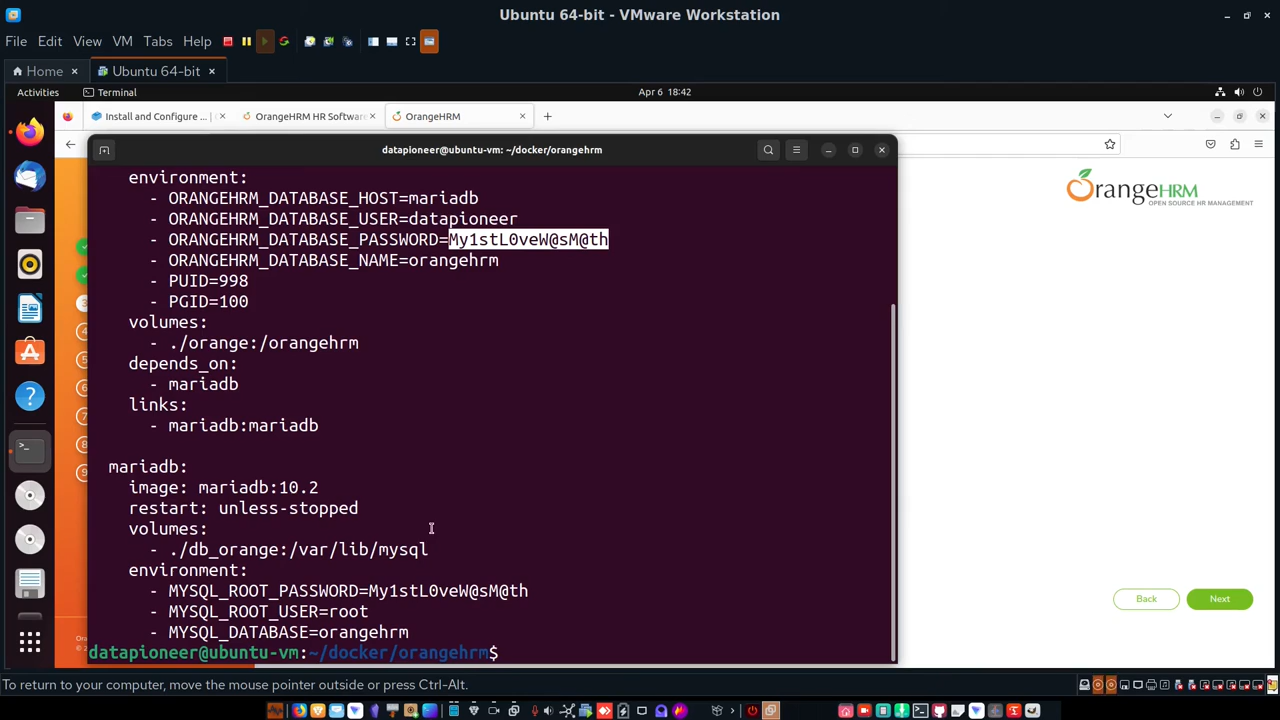 Ubuntu 64-bit - VMware Workstation
File Edit View VM Tabs Help
Home Ubuntu 64-bit
Activities Terminal Apr 6 18:42
Install and Configure ... | OrangeHRM HR Software OrangeHRM
datapioneer@ubuntu-vm: ~/docker/orangehrm
OrangeHRM
OPEN SOURCE HR MANAGEMENT
environment:
- ORANGEHRM_DATABASE_HOST=mariadb
- ORANGEHRM_DATABASE_USER=datapioneer
- ORANGEHRM_DATABASE_PASSWORD=My1stL0veW@sM@th
- ORANGEHRM_DATABASE_NAME=orangehrm
- PUID=998
- PGID=100
volumes:
- ./orange:/orangehrm
depends_on:
- mariadb
links:
- mariadb:mariadb
mariadb:
image: mariadb:10.2
restart: unless-stopped
volumes:
- ./db_orange:/var/lib/mysql
environment:
- MYSQL_ROOT_PASSWORD=My1stL0veW@sM@th
- MYSQL_ROOT_USER=root
- MYSQL_DATABASE=orangehrm
datapioneer@ubuntu-vm:~/docker/orangehrm$
Back Next
To return to your computer, move the mouse pointer outside or press Ctrl-Alt.